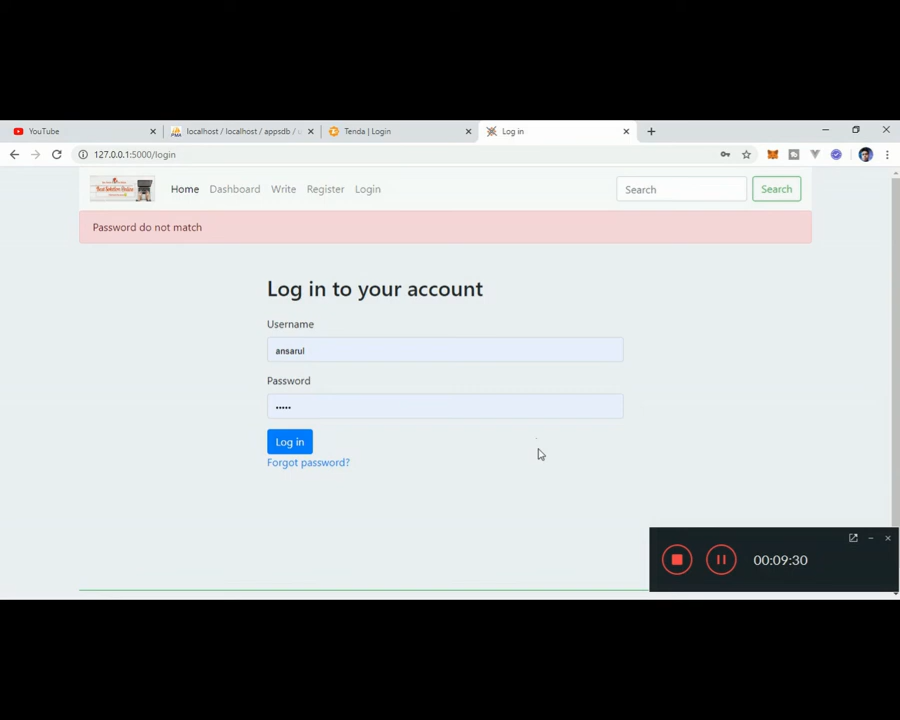 YouTube
localhost / localhost / appsdb / u
Tenda | Login
Log in
127.0.0.1:5000/login
Home Dashboard Write Register Login Search Search
Password do not match
Log in to your account
Username
ansarul
Password
•••••
Log in
Forgot password?
00:09:30